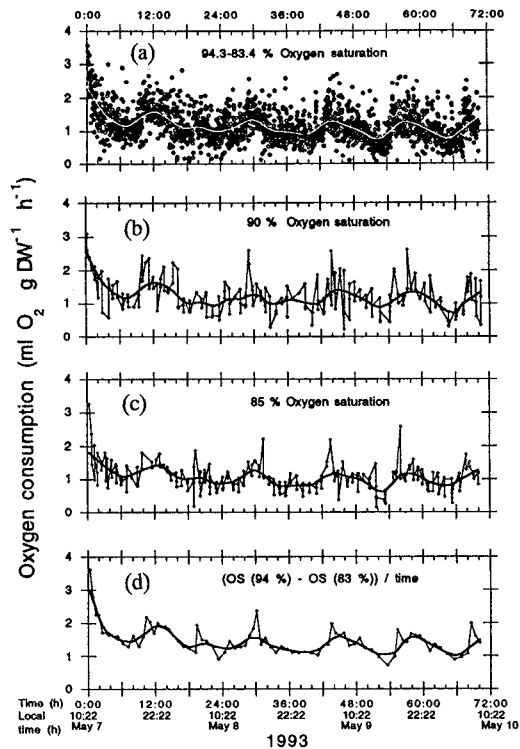 0:00 12:00 24:00 36:00 48:00 60:00 72:00
Oxygen consumption (ml O2 g DW-1 h-1)
(a)
94.3-83.4 % Oxygen saturation
4
3
2
1
0
(b)
90 % Oxygen saturation
4
3
2
1
0
(c)
85 % Oxygen saturation
4
3
2
1
0
(d)
(OS (94 %) - OS (83 %)) / time
4
3
2
1
0
Time (h) 0:00 12:00 24:00 36:00 48:00 60:00 72:00
Local time (h) 10:22 22:22 10:22 22:22 10:22 22:22 10:22
May 7 May 8 May 9 May 10
1993